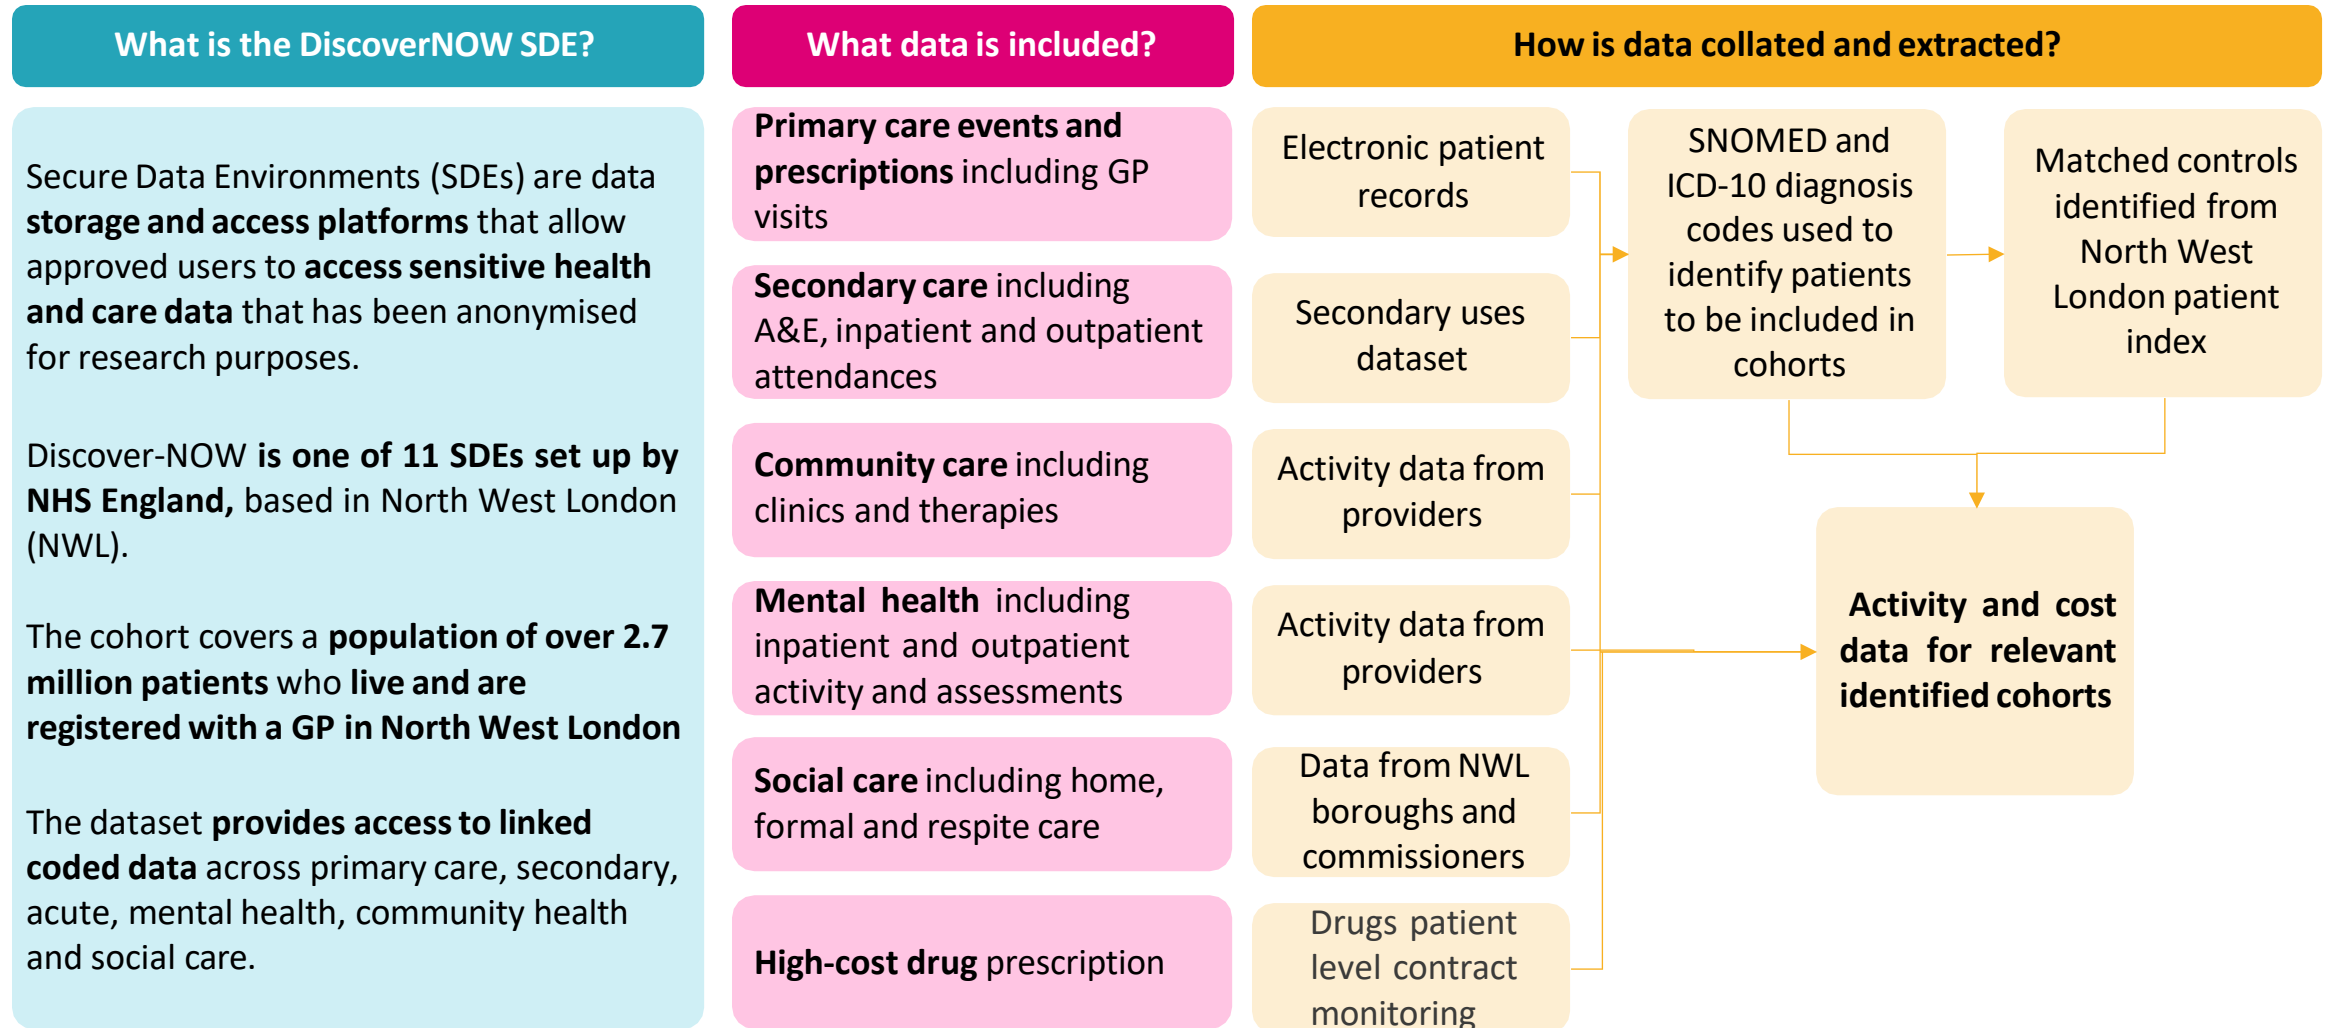 What is the DiscoverNOW SDE?
Secure Data Environments (SDEs) are data
storage and access platforms that allow
approved users to access sensitive health
and care data that has been anonymised
for research purposes.
Discover-NOW is one of 11 SDEs set up by
NHS England, based in North West London
(NWL).
The cohort covers a population of over 2.7
million patients who live and are
registered with a GP in North West London
The dataset provides access to linked
coded data across primary care, secondary,
acute, mental health, community health
and social care.
What data is included?
Primary care events and
prescriptions including GP
visits
Secondary care including
A&E, inpatient and outpatient
attendances
Community care including
clinics and therapies
Mental health including
inpatient and outpatient
activity and assessments
Social care including home,
formal and respite care
High-cost drug prescription
How is data collated and extracted?
Electronic patient
records
Secondary uses
dataset
Activity data from
providers
Activity data from
providers
Data from NWL
boroughs and
commissioners
Drugs patient
level contract
monitoring
SNOMED and
ICD-10 diagnosis
codes used to
identify patients
to be included in
cohorts
Matched controls
identified from
North West
London patient
index
Activity and cost
data for relevant
identified cohorts